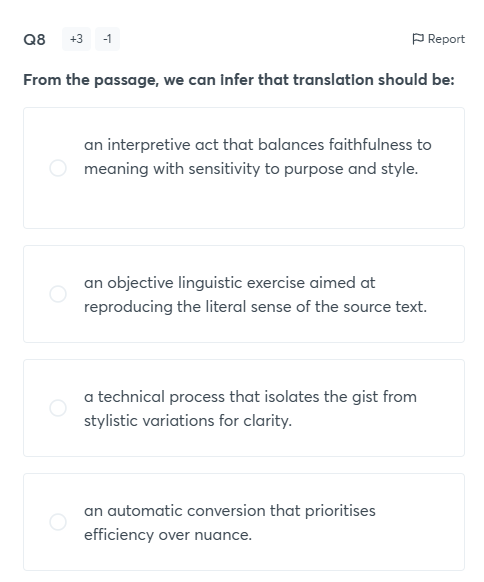 Q8 +3 -1 Report
From the passage, we can infer that translation should be:
an interpretive act that balances faithfulness to
meaning with sensitivity to purpose and style.
an objective linguistic exercise aimed at
reproducing the literal sense of the source text.
a technical process that isolates the gist from
stylistic variations for clarity.
an automatic conversion that prioritises
efficiency over nuance.